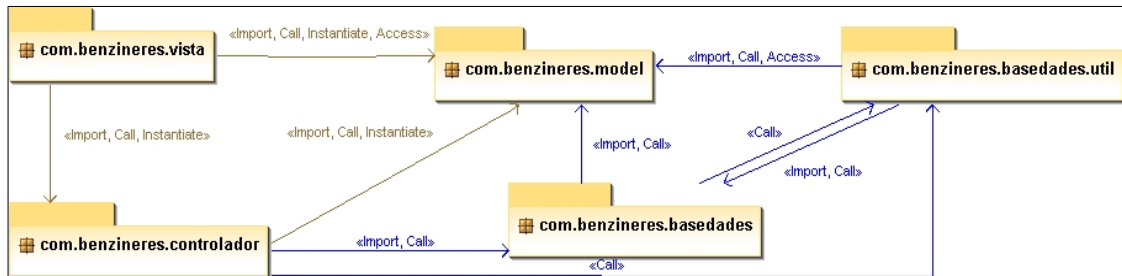 «Import, Call, Instantiate, Access»
com.benzineres.vista
«Import, Call, Access»
com.benzineres.model
com.benzineres.basedades.util
«Import, Call, Instantiate»
«Import, Call, Instantiate»
«Call»
«Import, Call»
«Import, Call»
com.benzineres.basedades
com.benzineres.controlador
«Import, Call»
«Call»